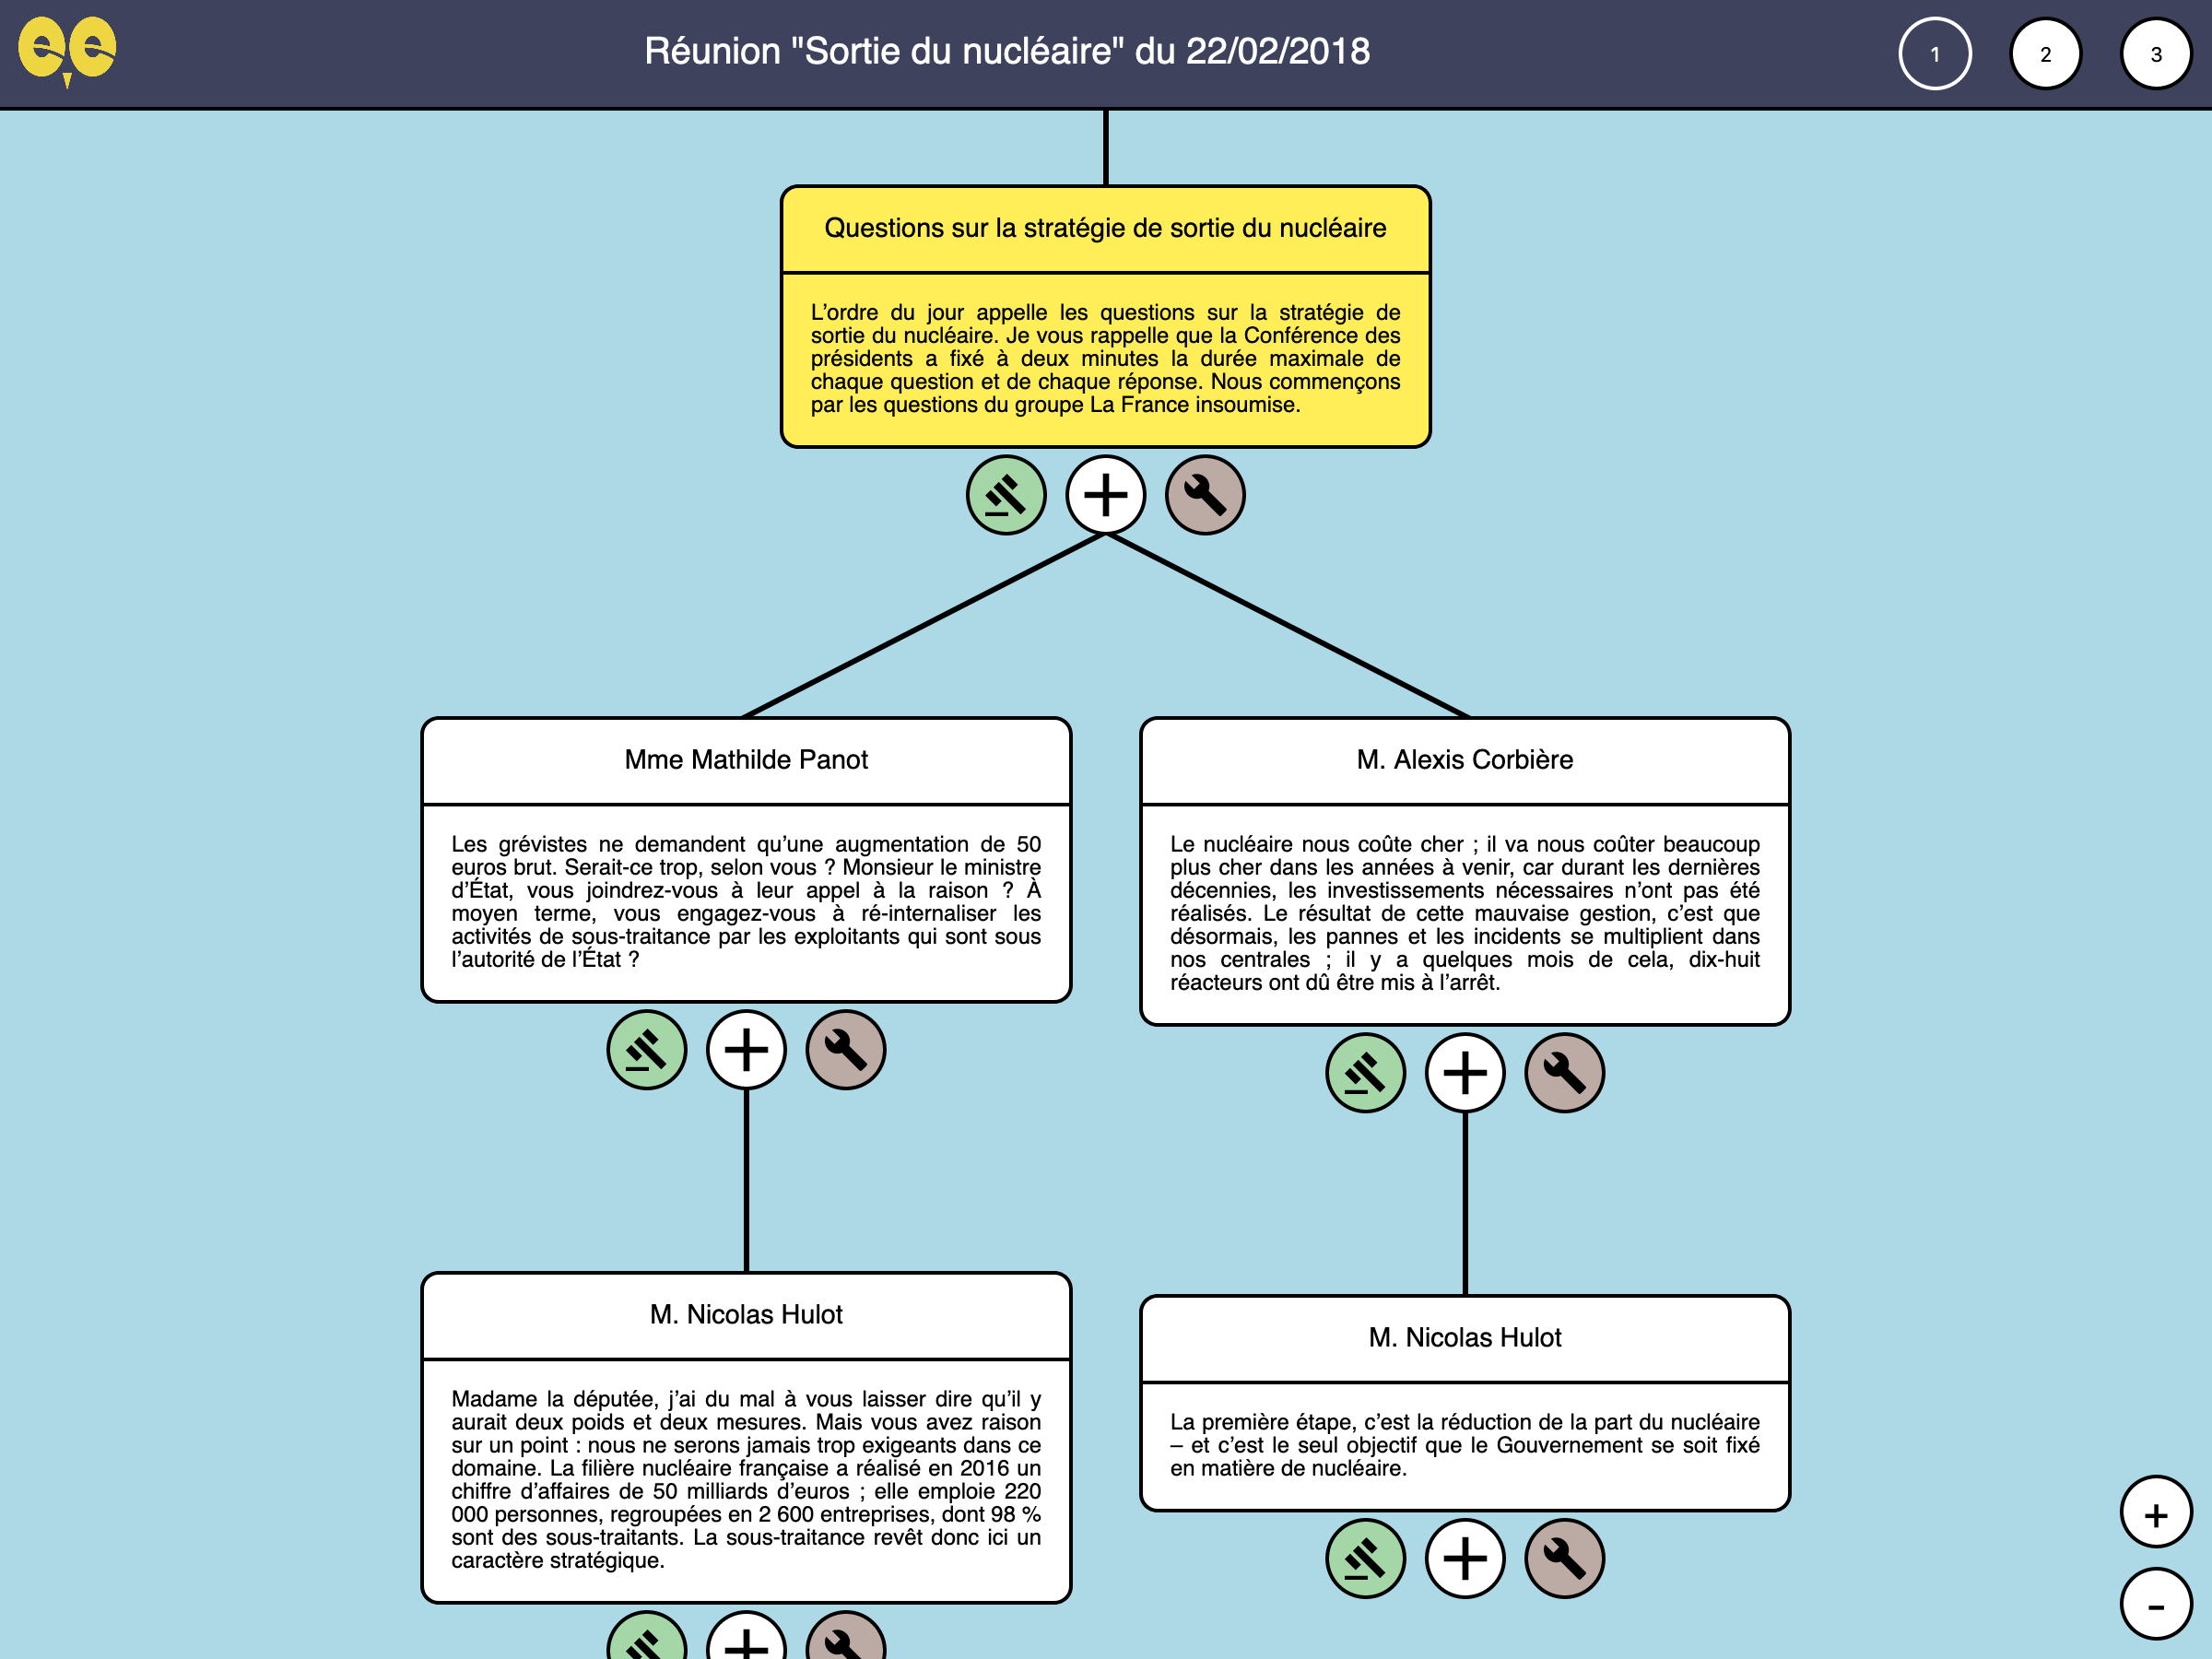 Réunion "Sortie du nucléaire" du 22/02/2018
1
2
3
Questions sur la stratégie de sortie du nucléaire
L’ordre du jour appelle les questions sur la stratégie de
sortie du nucléaire. Je vous rappelle que la Conférence des
présidents a fixé à deux minutes la durée maximale de
chaque question et de chaque réponse. Nous commençons
par les questions du groupe La France insoumise.
Mme Mathilde Panot
Les grévistes ne demandent qu’une augmentation de 50
euros brut. Serait-ce trop, selon vous ? Monsieur le ministre
d’État, vous joindrez-vous à leur appel à la raison ? À
moyen terme, vous engagez-vous à ré-internaliser les
activités de sous-traitance par les exploitants qui sont sous
l’autorité de l’État ?
M. Alexis Corbière
Le nucléaire nous coûte cher ; il va nous coûter beaucoup
plus cher dans les années à venir, car durant les dernières
décennies, les investissements nécessaires n’ont pas été
réalisés. Le résultat de cette mauvaise gestion, c’est que
désormais, les pannes et les incidents se multiplient dans
nos centrales ; il y a quelques mois de cela, dix-huit
réacteurs ont dû être mis à l’arrêt.
M. Nicolas Hulot
Madame la députée, j’ai du mal à vous laisser dire qu’il y
aurait deux poids et deux mesures. Mais vous avez raison
sur un point : nous ne serons jamais trop exigeants dans ce
domaine. La filière nucléaire française a réalisé en 2016 un
chiffre d’affaires de 50 milliards d’euros ; elle emploie 220
000 personnes, regroupées en 2 600 entreprises, dont 98 %
sont des sous-traitants. La sous-traitance revêt donc ici un
caractère stratégique.
M. Nicolas Hulot
La première étape, c’est la réduction de la part du nucléaire
– et c’est le seul objectif que le Gouvernement se soit fixé
en matière de nucléaire.
+
-